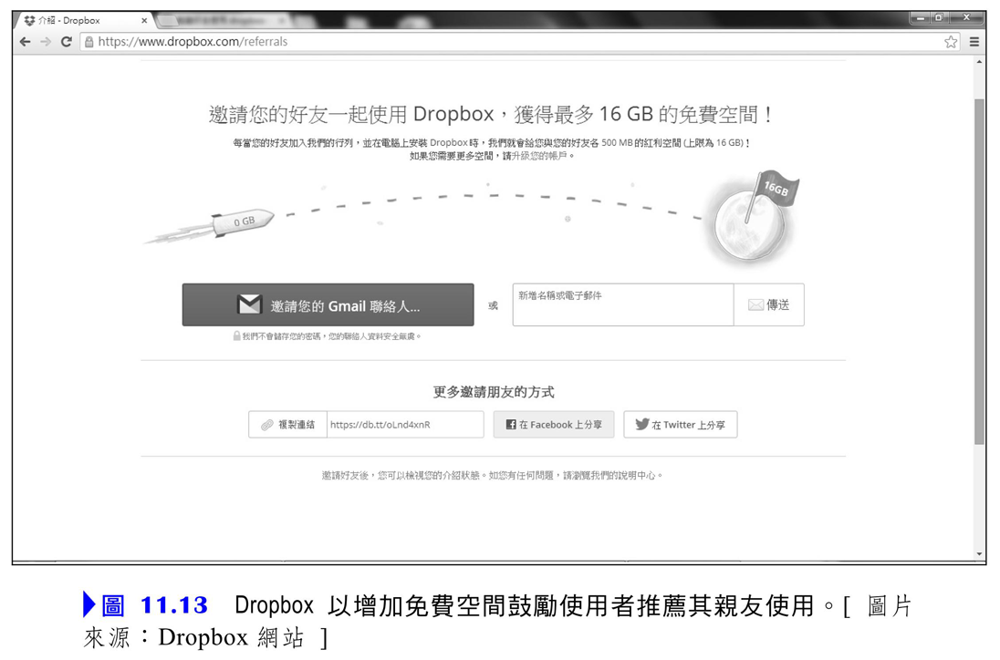 介紹 - Dropbox
https://www.dropbox.com/referrals
邀請您的好友一起使用 Dropbox，獲得最多 16 GB 的免費空間！
每當您的好友加入我們的行列，並在電腦上安裝 Dropbox 時，我們就會給您與您的好友各 500 MB 的紅利空間 (上限為 16 GB)！
如果您需要更多空間，請升級您的帳戶。
16GB
0 GB
邀請您的 Gmail 聯絡人...
或
新增名稱或電子郵件
傳送
我們不會儲存您的密碼，您的聯絡人資料安全無虞。
更多邀請朋友的方式
複製連結
https://db.tt/oLnd4xnR
在 Facebook 上分享
在 Twitter 上分享
邀請好友後，您可以檢視您的介紹狀態。如您有任何問題，請瀏覽我們的說明中心。
圖 11.13 Dropbox 以增加免費空間鼓勵使用者推薦其親友使用。[ 圖片
來源：Dropbox 網站 ]